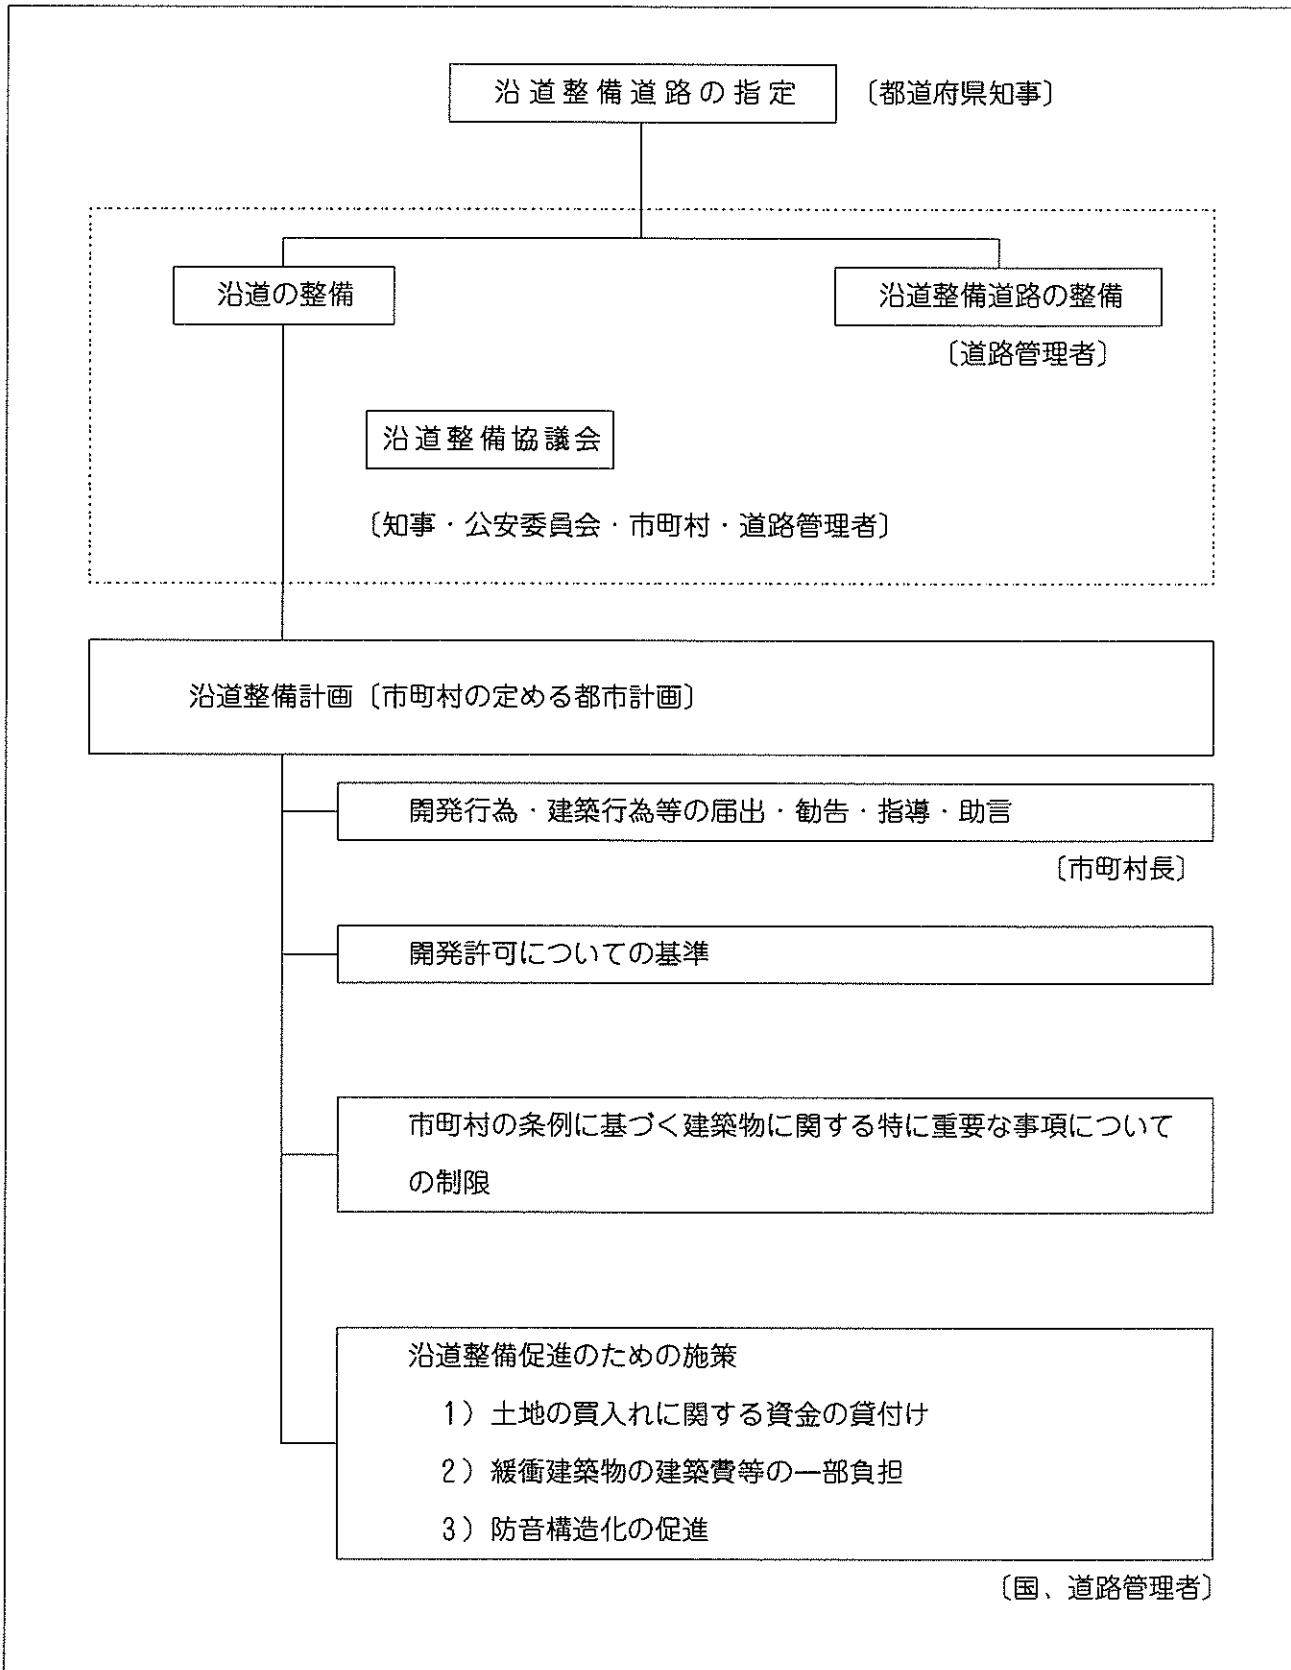 沿道整備道路の指定 〔都道府県知事〕
沿道の整備
沿道整備道路の整備
〔道路管理者〕
沿道整備協議会
〔知事・公安委員会・市町村・道路管理者〕
沿道整備計画〔市町村の定める都市計画〕
開発行為・建築行為等の届出・勧告・指導・助言
〔市町村長〕
開発許可についての基準
市町村の条例に基づく建築物に関する特に重要な事項について
の制限
沿道整備促進のための施策
1）土地の買入れに関する資金の貸付け
2）緩衝建築物の建築費等の一部負担
3）防音構造化の促進
〔国、道路管理者〕